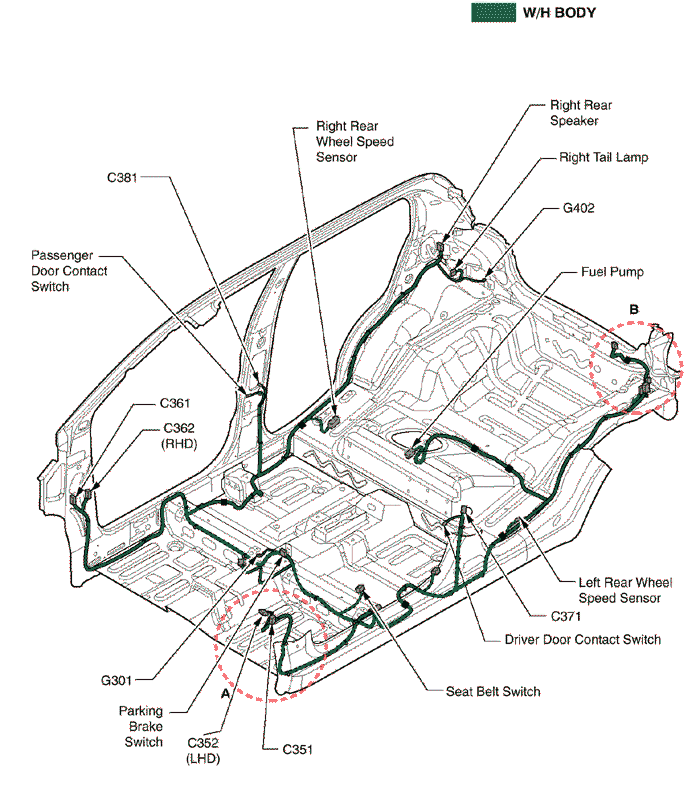 W/H BODY
Right Rear
Speaker
Right Rear
Wheel Speed
Sensor
Right Tail Lamp
C381
G402
Passenger
Door Contact
Switch
Fuel Pump
B
C361
C362
(RHD)
Left Rear Wheel
Speed Sensor
C371
Driver Door Contact Switch
G301
A
Seat Belt Switch
Parking
Brake
Switch
C352
(LHD)
C351